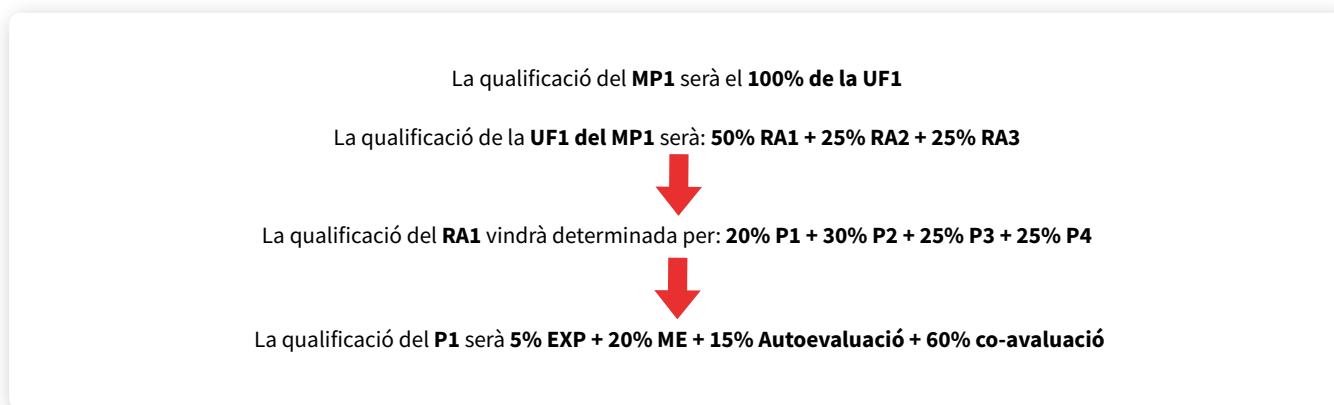 La qualificació del MP1 serà el 100% de la UF1
La qualificació de la UF1 del MP1 serà: 50% RA1 + 25% RA2 + 25% RA3
La qualificació del RA1 vindrà determinada per: 20% P1 + 30% P2 + 25% P3 + 25% P4
La qualificació del P1 serà 5% EXP + 20% ME + 15% Autoevaluació + 60% co-avaluació